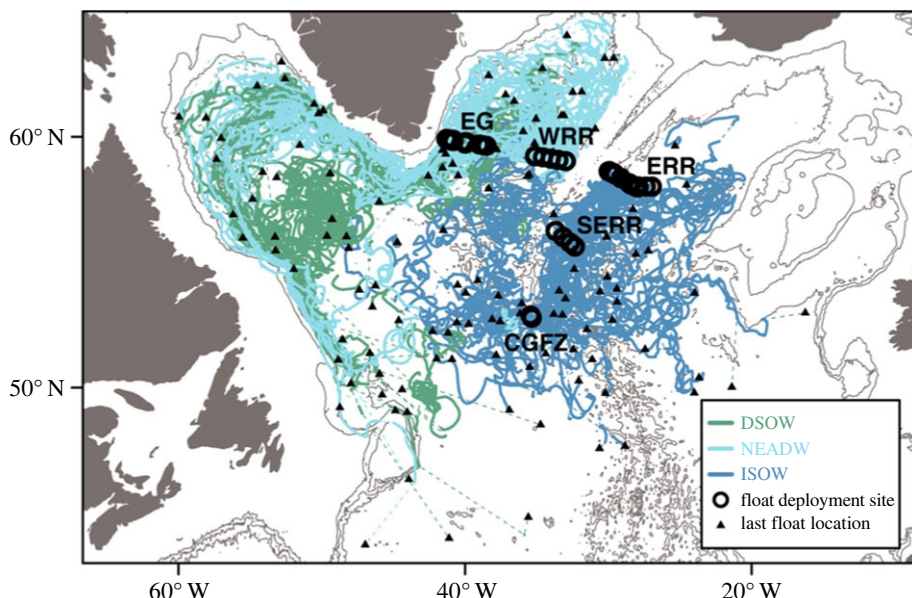 60° N
EG
WRR
ERR
SERR
CGFZ
50° N
DSOW
NEADW
ISOW
float deployment site
last float location
60° W
40° W
20° W